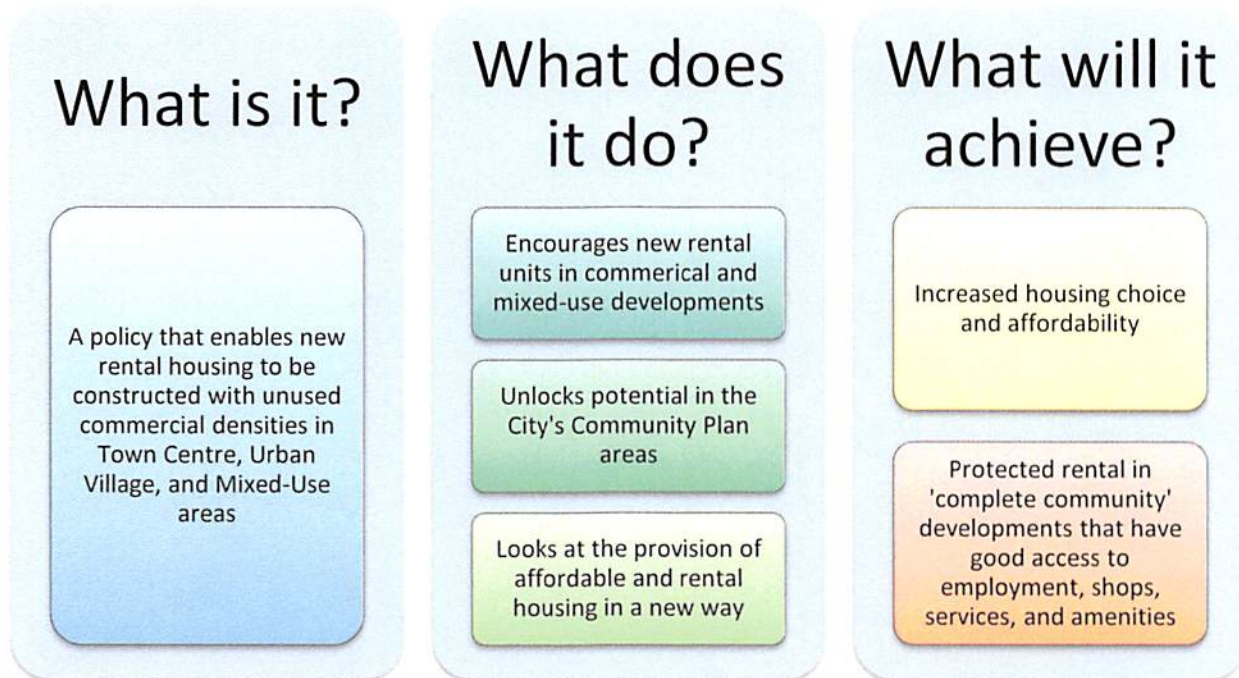 What is it?
A policy that enables new
rental housing to be
constructed with unused
commercial densities in
Town Centre, Urban
Village, and Mixed-Use
areas
What does
it do?
Encourages new rental
units in commerical and
mixed-use developments
Unlocks potential in the
City's Community Plan
areas
Looks at the provision of
affordable and rental
housing in a new way
What will it
achieve?
Increased housing choice
and affordability
Protected rental in
'complete community'
developments that have
good access to
employment, shops,
services, and amenities